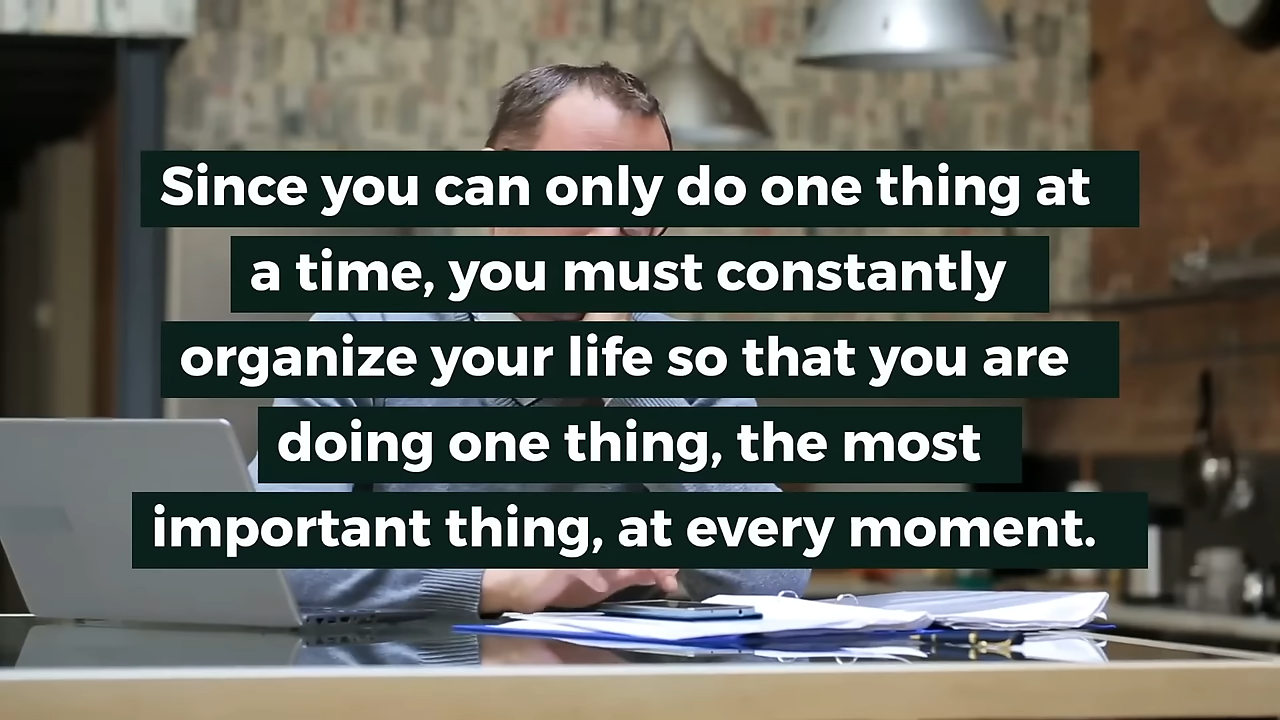 Since you can only do one thing at
a time, you must constantly
organize your life so that you are
doing one thing, the most
important thing, at every moment.